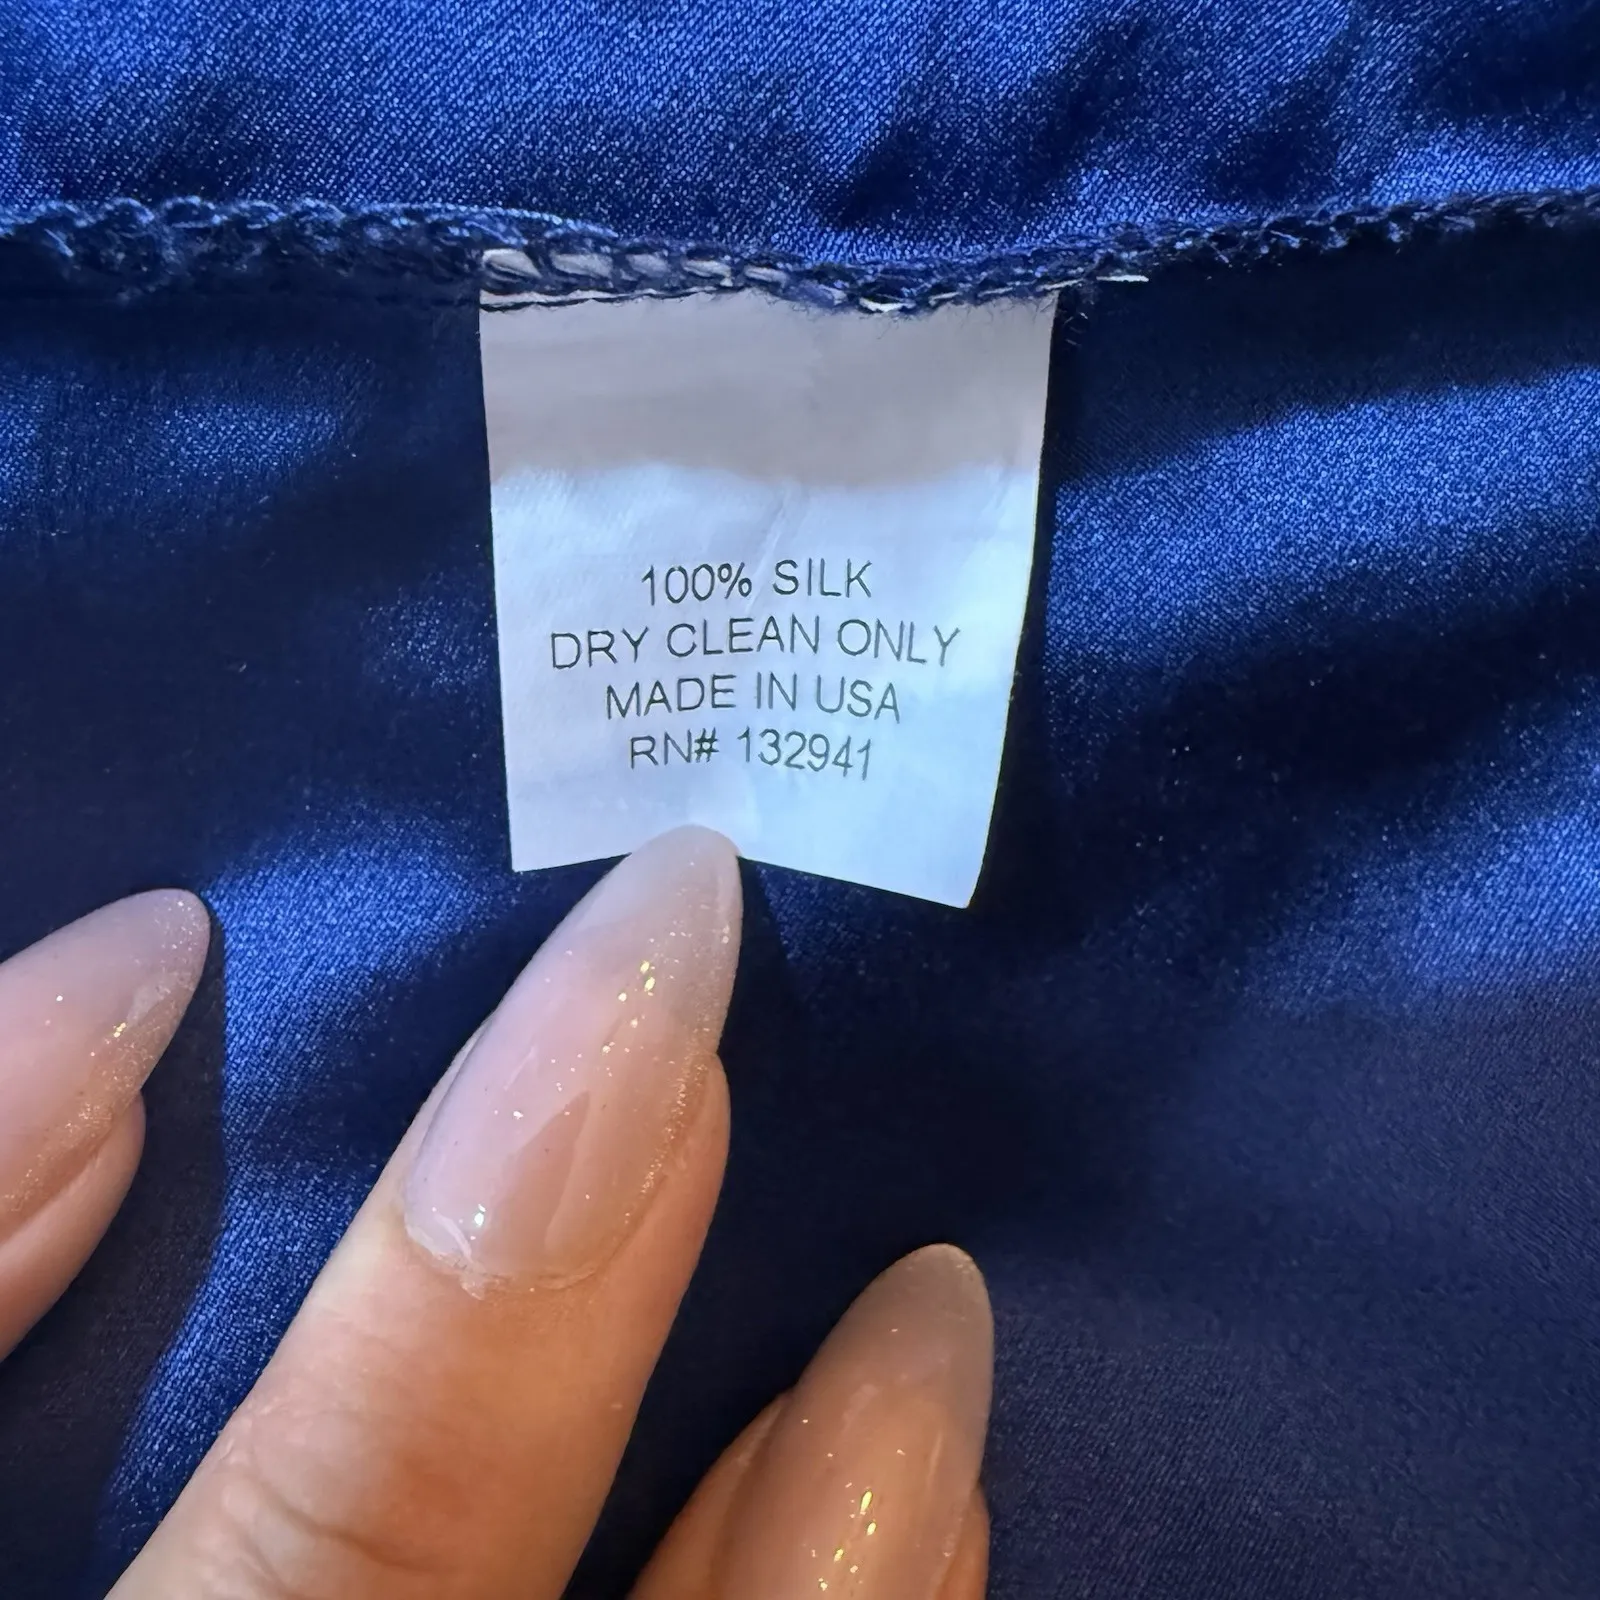 100% SILK
DRY CLEAN ONLY
MADE IN USA
RN# 132941